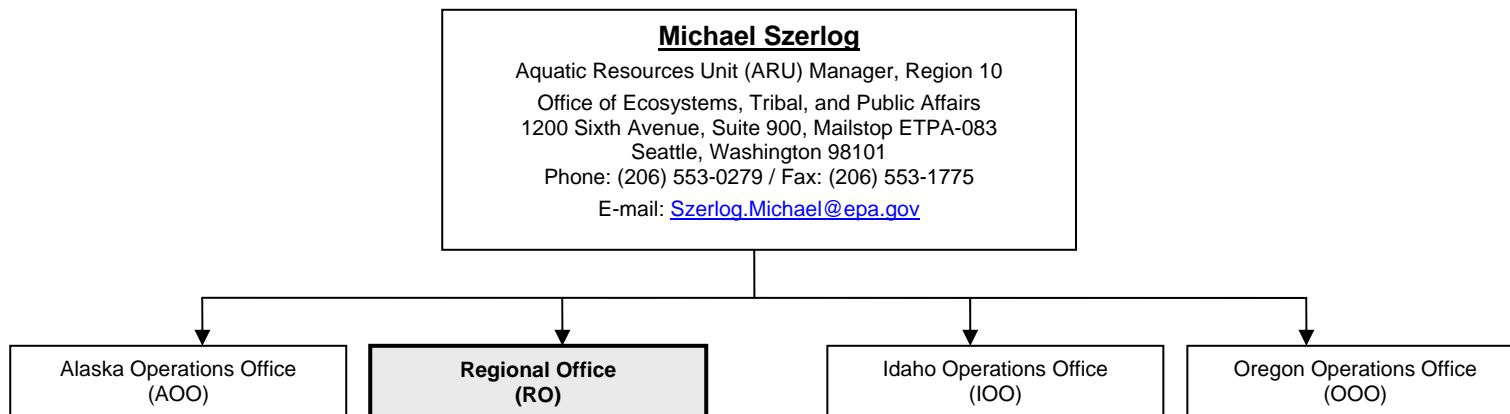 Michael Szerlog
Aquatic Resources Unit (ARU) Manager, Region 10
Office of Ecosystems, Tribal, and Public Affairs
1200 Sixth Avenue, Suite 900, Mailstop ETPA-083
Seattle, Washington 98101
Phone: (206) 553-0279 / Fax: (206) 553-1775
E-mail: Szerlog.Michael@epa.gov
Alaska Operations Office
(AOO)
Regional Office
(RO)
Idaho Operations Office
(IOO)
Oregon Operations Office
(OOO)